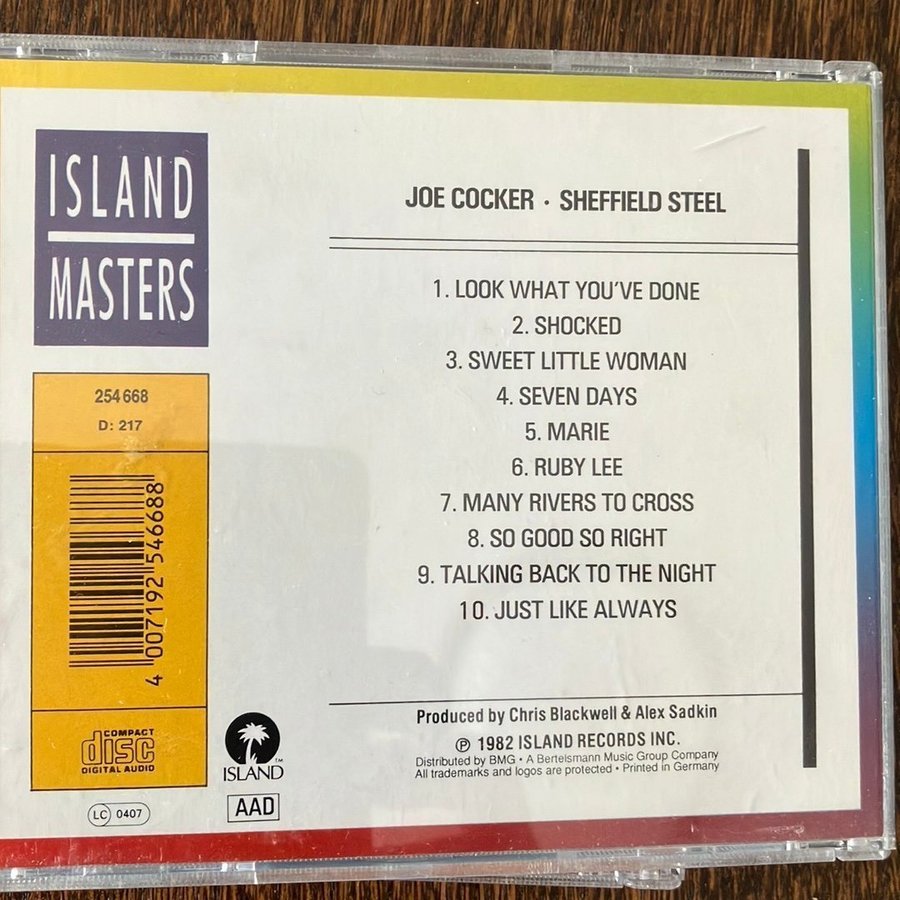 ISLAND
MASTERS
254 668
D: 217
4 007192 546688
COMPACT
disc
DIGITAL AUDIO
LC 0407
ISLAND™
AAD
JOE COCKER · SHEFFIELD STEEL
1. LOOK WHAT YOU'VE DONE
2. SHOCKED
3. SWEET LITTLE WOMAN
4. SEVEN DAYS
5. MARIE
6. RUBY LEE
7. MANY RIVERS TO CROSS
8. SO GOOD SO RIGHT
9. TALKING BACK TO THE NIGHT
10. JUST LIKE ALWAYS
Produced by Chris Blackwell & Alex Sadkin
℗ 1982 ISLAND RECORDS INC.
Distributed by BMG • A Bertelsmann Music Group Company
All trademarks and logos are protected • Printed in Germany